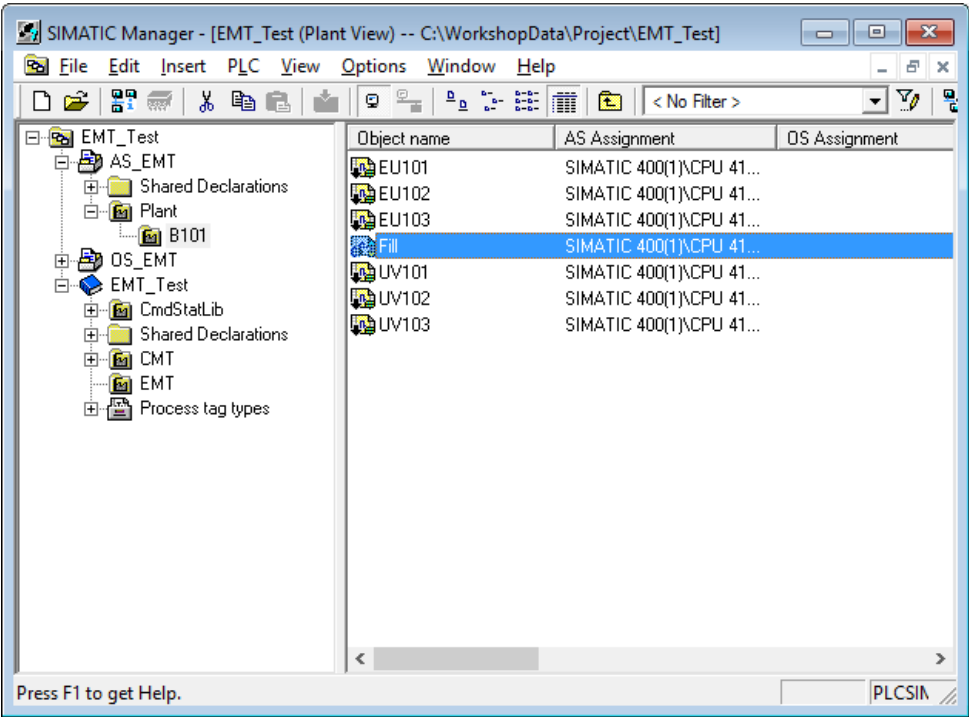 SIMATIC Manager - [EMT_Test (Plant View) -- C:\WorkshopData\Project\EMT_Test]
File Edit Insert PLC View Options Window Help
< No Filter >
EMT_Test
AS_EMT
Shared Declarations
Plant
B101
OS_EMT
EMT_Test
CmdStatLib
Shared Declarations
CMT
EMT
Process tag types
Object name AS Assignment OS Assignment
EU101 SIMATIC 400(1)\CPU 41...
EU102 SIMATIC 400(1)\CPU 41...
EU103 SIMATIC 400(1)\CPU 41...
Fill SIMATIC 400(1)\CPU 41...
UV101 SIMATIC 400(1)\CPU 41...
UV102 SIMATIC 400(1)\CPU 41...
UV103 SIMATIC 400(1)\CPU 41...
Press F1 to get Help.